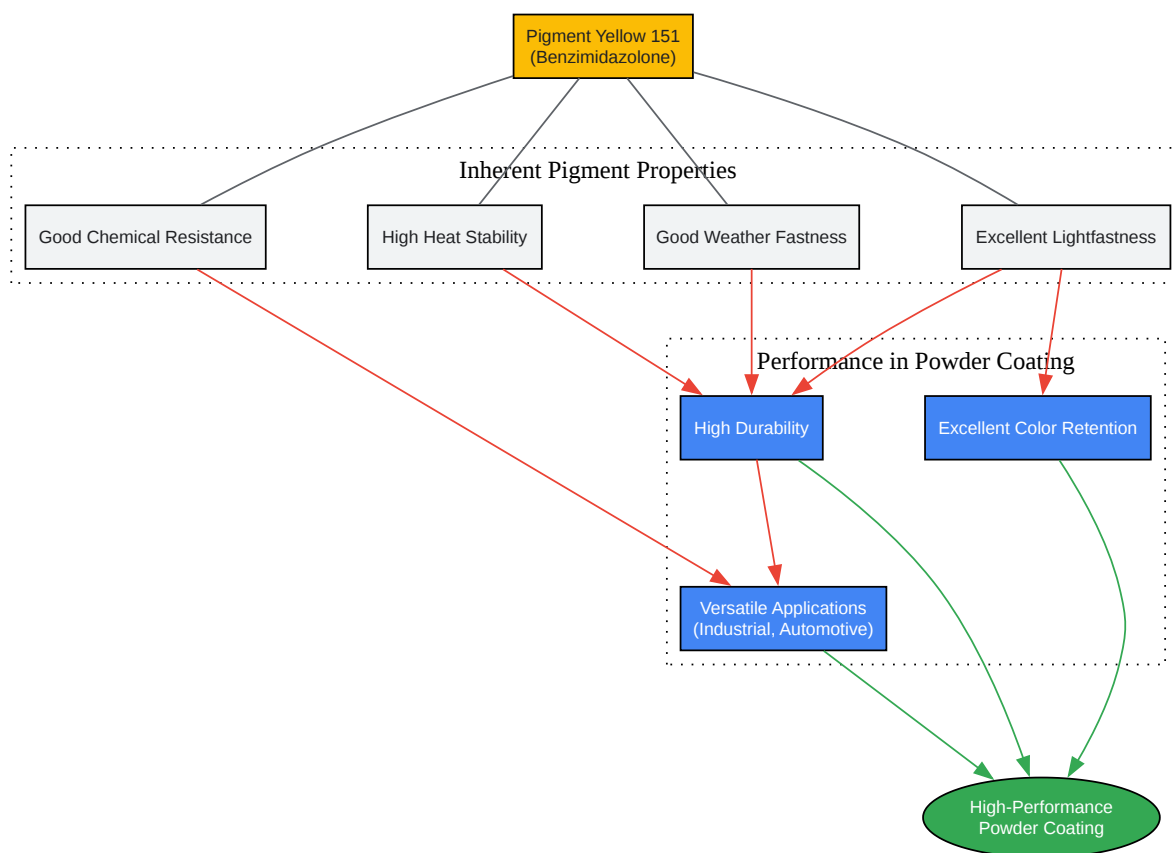 Pigment Yellow 151
(Benzimidazolone)
Inherent Pigment Properties
Good Chemical Resistance
High Heat Stability
Good Weather Fastness
Excellent Lightfastness
Performance in Powder Coating
High Durability
Excellent Color Retention
Versatile Applications
(Industrial, Automotive)
High-Performance
Powder Coating